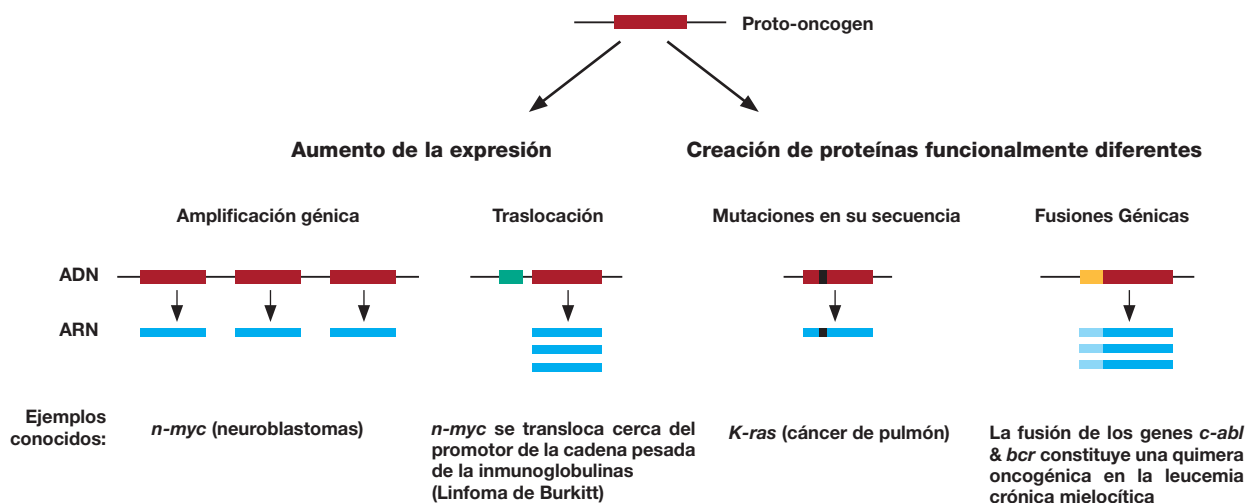 Proto-oncogen
Aumento de la expresión
Creación de proteínas funcionalmente diferentes
Amplificación génica
Traslocación
Mutaciones en su secuencia
Fusiones Génicas
ADN
ARN
Ejemplos
conocidos:
n-myc (neuroblastomas)
n-myc se transloca cerca del
promotor de la cadena pesada
de la inmunoglobulinas
(Linfoma de Burkitt)
K-ras (cáncer de pulmón)
La fusión de los genes c-abl
& bcr constituye una quimera
oncogénica en la leucemia
crónica mielocítica